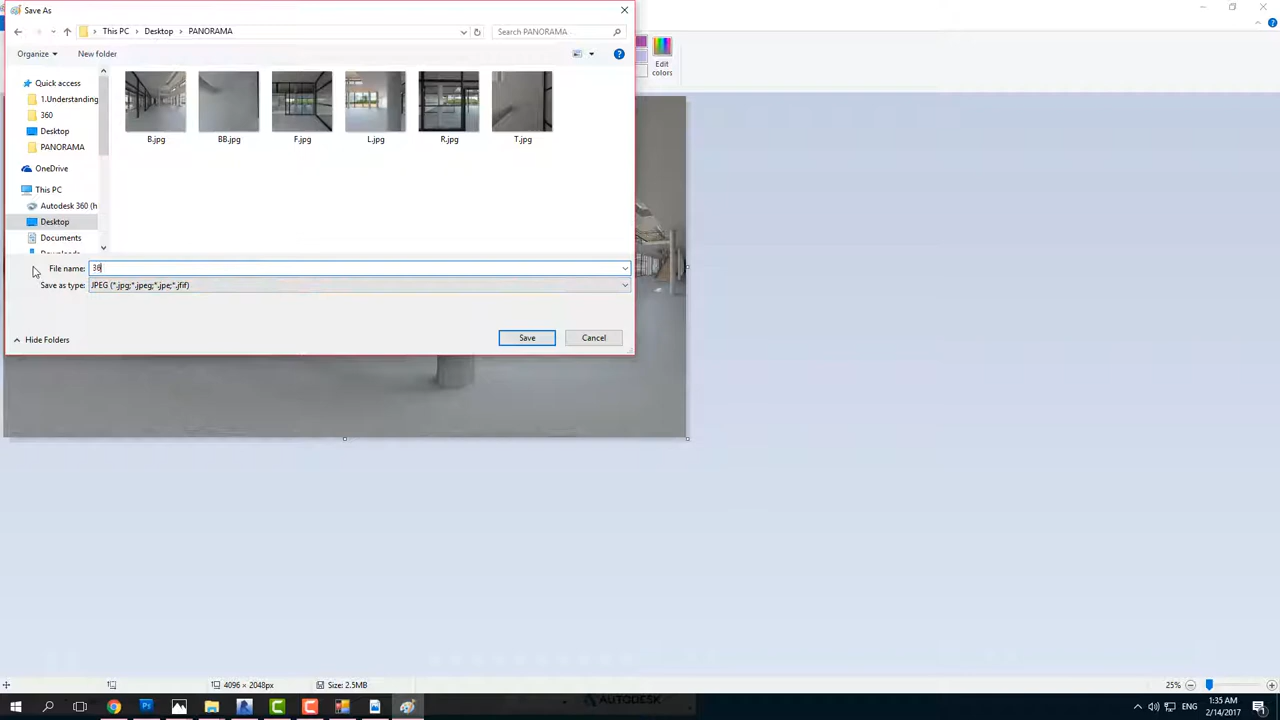 Save As
This PC
Desktop
PANORAMA
Search PANORAMA
Organize
New folder
Edit
colors
Quick access
1.Understanding
360
Desktop
PANORAMA
OneDrive
This PC
Autodesk 360 (h
Desktop
Documents
B.jpg
BB.jpg
F.jpg
L.jpg
R.jpg
T.jpg
File name:
36
Save as type:
JPEG (*.jpg;*.jpeg;*.jpe;*.jfif)
Hide Folders
Save
Cancel
4096 × 2048px
Size: 2.5MB
25%
AUTODESK
ENG
1:35 AM
2/14/2017